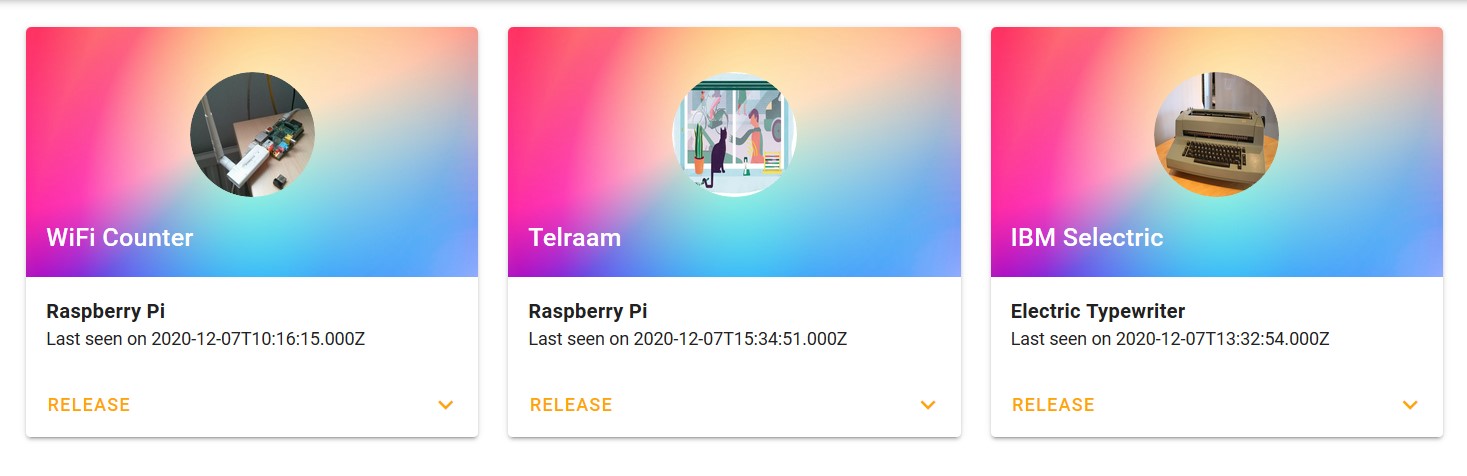 WiFi Counter
Raspberry Pi
Last seen on 2020-12-07T10:16:15.000Z
RELEASE
Telraam
Raspberry Pi
Last seen on 2020-12-07T15:34:51.000Z
RELEASE
IBM Selectric
Electric Typewriter
Last seen on 2020-12-07T13:32:54.000Z
RELEASE